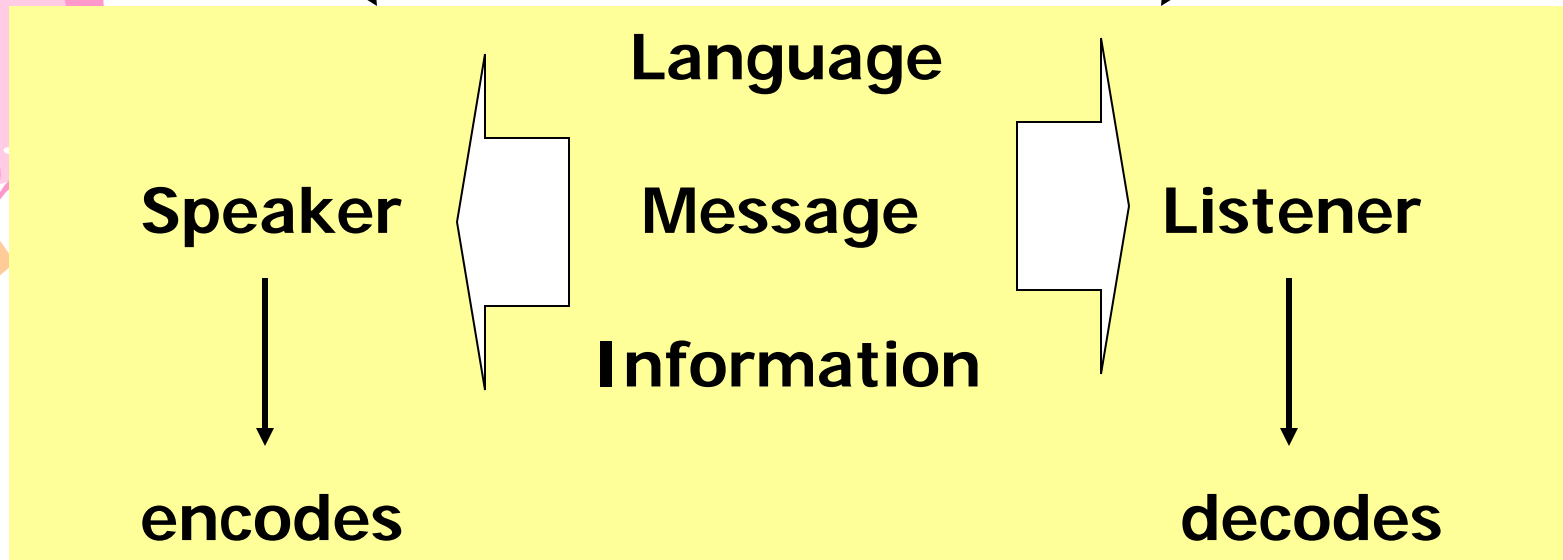 Language
Speaker Message Listener
Information
encodes decodes